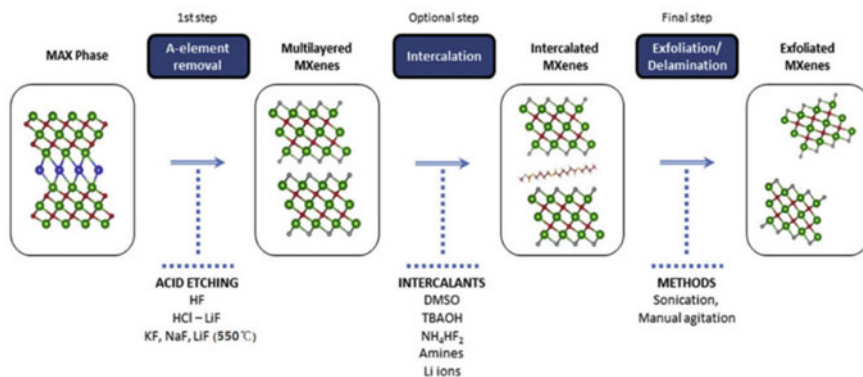 1st step
Optional step
Final step
MAX Phase
A-element
removal
Multilayered
MXenes
Intercalation
Intercalated
MXenes
Exfoliation/
Delamination
Exfoliated
MXenes
ACID ETCHING
HF
HCl – LiF
KF, NaF, LiF (550℃)
INTERCALANTS
DMSO
TBAOH
NH₄HF₂
Amines
Li ions
METHODS
Sonication,
Manual agitation